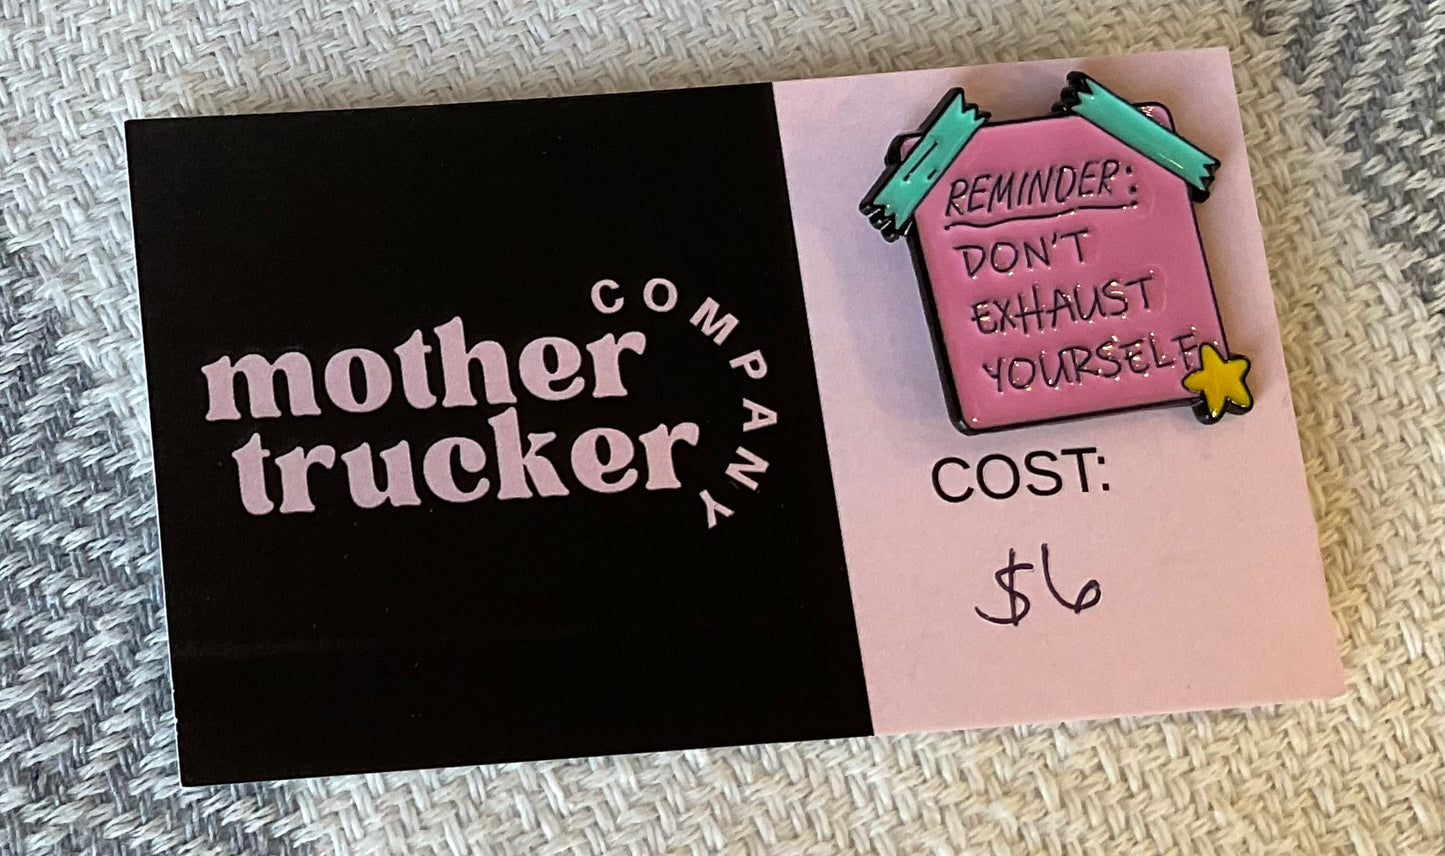 mother
trucker
COMPANY
REMINDER:
DON'T
EXHAUST
YOURSELF
COST:
$6